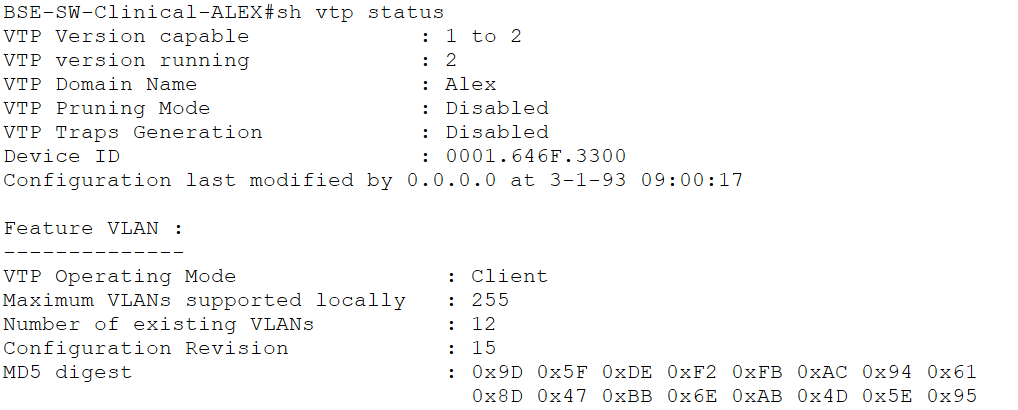 BSE-SW-Clinical-ALEX#sh vtp status
VTP Version capable             : 1 to 2
VTP version running             : 2
VTP Domain Name                 : Alex
VTP Pruning Mode                : Disabled
VTP Traps Generation            : Disabled
Device ID                       : 0001.646F.3300
Configuration last modified by 0.0.0.0 at 3-1-93 09:00:17

Feature VLAN :
--------------
VTP Operating Mode                : Client
Maximum VLANs supported locally   : 255
Number of existing VLANs          : 12
Configuration Revision            : 15
MD5 digest                        : 0x9D 0x5F 0xDE 0xF2 0xFB 0xAC 0x94 0x61
                                    0x8D 0x47 0xBB 0x6E 0xAB 0x4D 0x5E 0x95